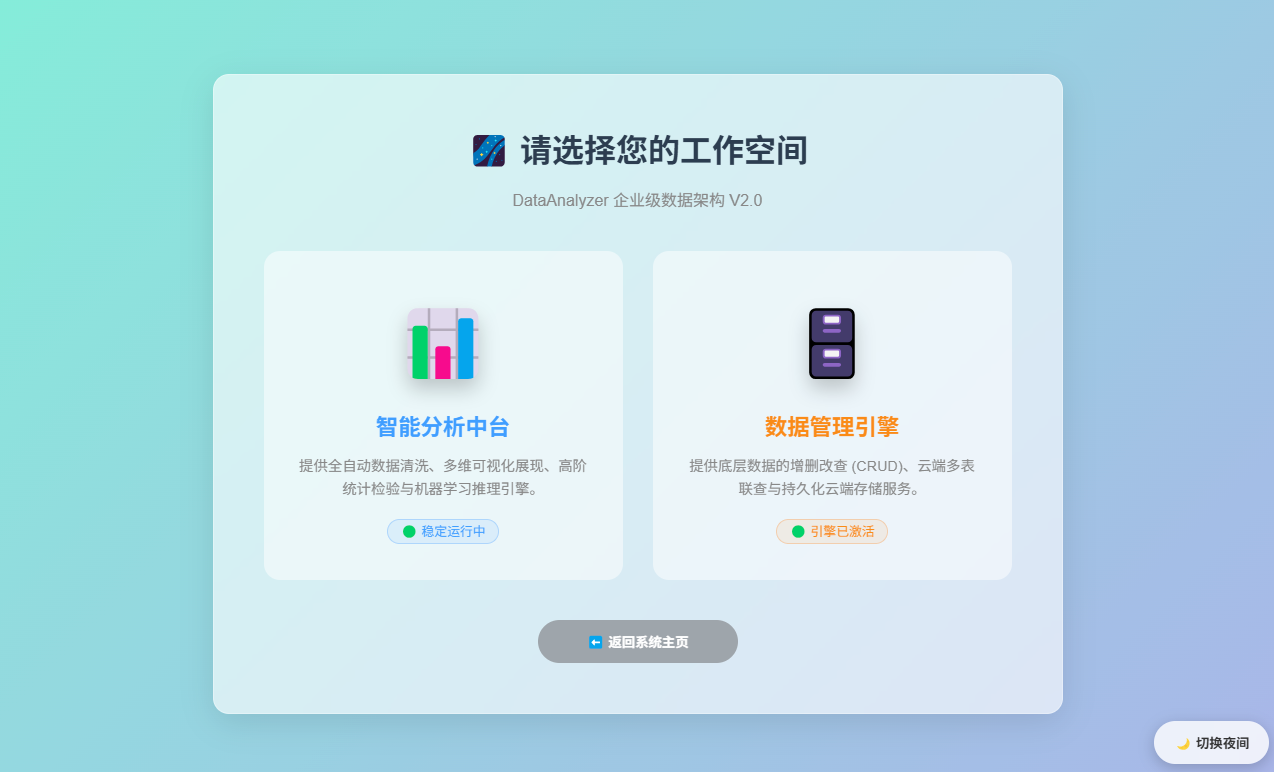 请选择您的工作空间
DataAnalyzer 企业级数据架构 V2.0
智能分析中台
提供全自动数据清洗、多维可视化展现、高阶
统计检验与机器学习推理引擎。
稳定运行中
数据管理引擎
提供底层数据的增删改查 (CRUD)、云端多表
联查与持久化云端存储服务。
引擎已激活
返回系统主页
切换夜间